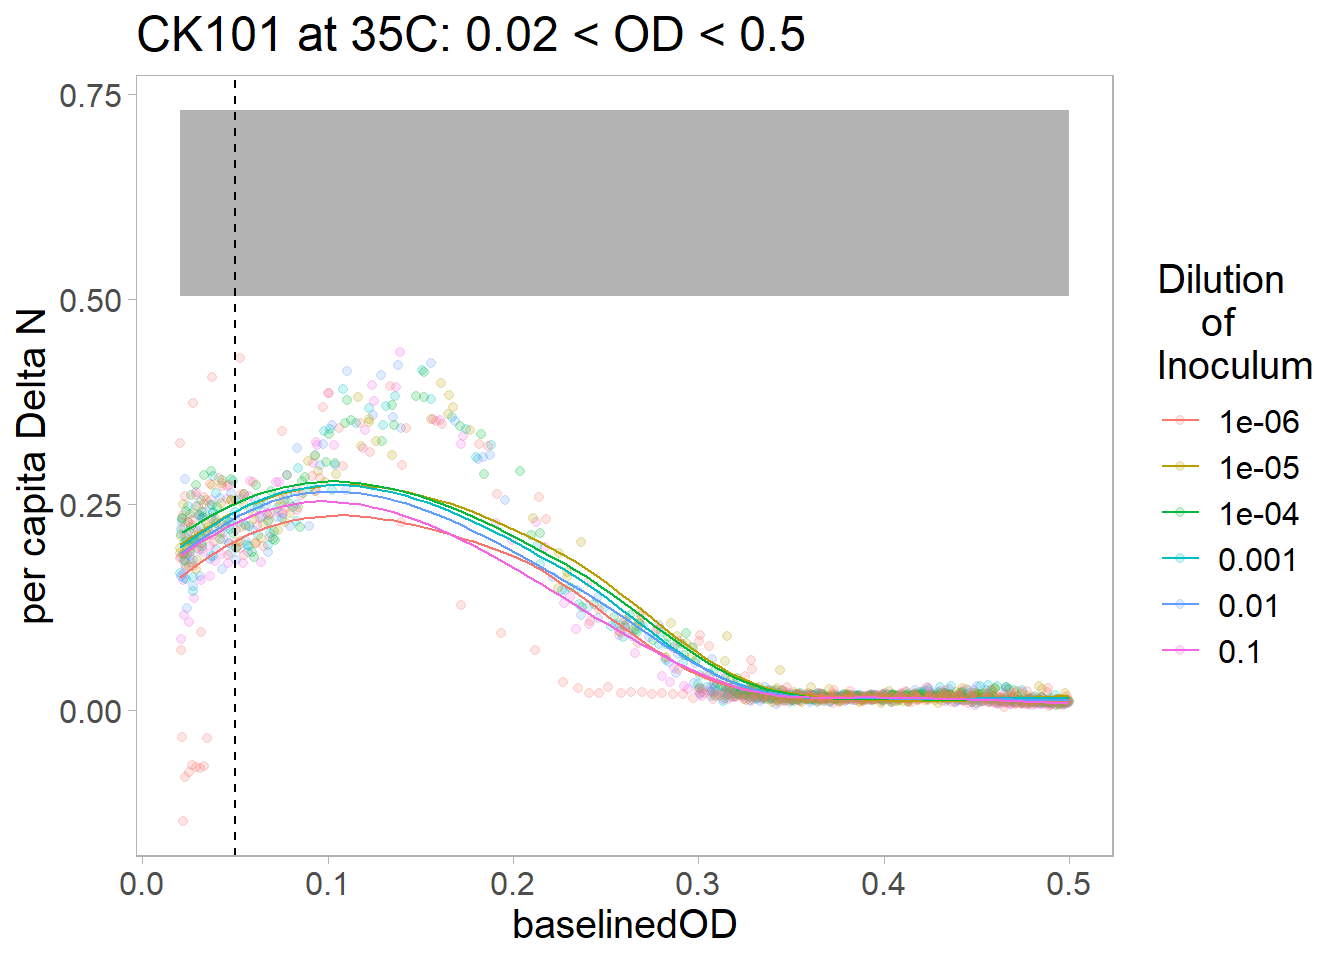 CK101 at 35C: 0.02 < OD < 0.5
per capita Delta N
0.75
0.50
0.25
0.00
0.0 0.1 0.2 0.3 0.4 0.5
baselinedOD
Dilution
of
Inoculum
1e-06
1e-05
1e-04
0.001
0.01
0.1